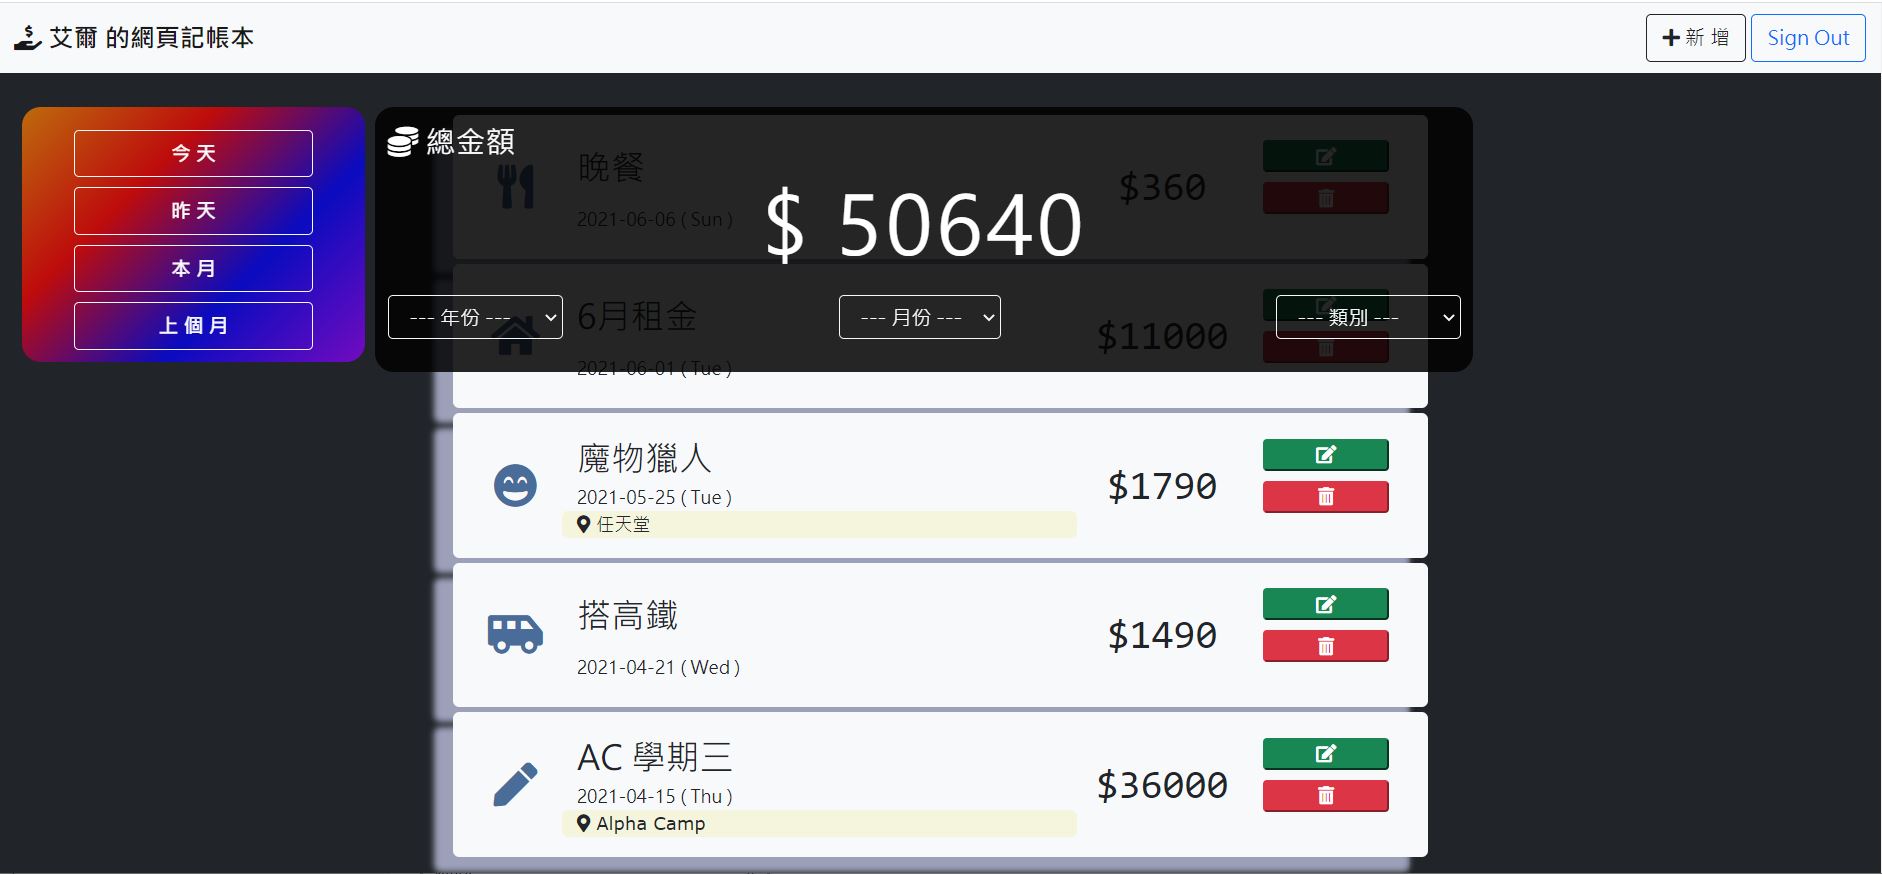 艾爾 的網頁記帳本
新 增
Sign Out
今 天
昨 天
本 月
上 個 月
總金額
$ 50640
--- 年份 ---
--- 月份 ---
--- 類別 ---
晚餐
2021-06-06 ( Sun )
$360
6月租金
2021-06-01 ( Tue )
$11000
魔物獵人
2021-05-25 ( Tue )
任天堂
$1790
搭高鐵
2021-04-21 ( Wed )
$1490
AC 學期三
2021-04-15 ( Thu )
Alpha Camp
$36000